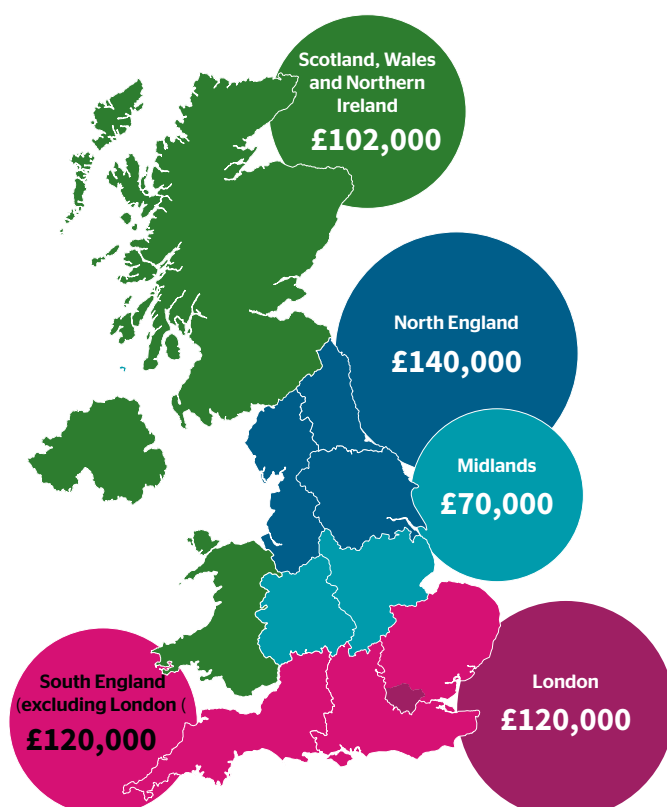 Scotland, Wales
and Northern
Ireland
£102,000
North England
£140,000
Midlands
£70,000
South England
(excluding London (
£120,000
London
£120,000